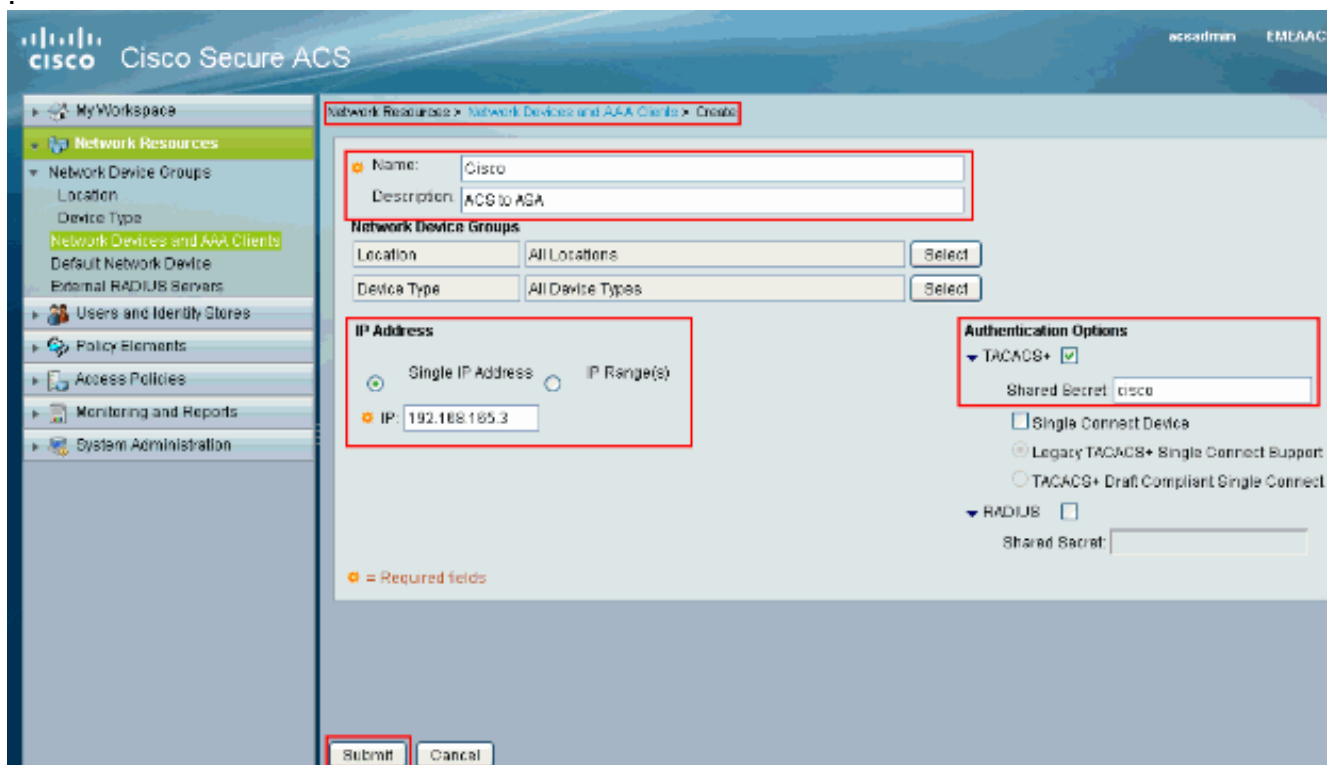 .
cisco Cisco Secure ACS
acsadmin EMEAAC
My Workspace
Network Resources
Network Device Groups
Location
Device Type
Network Devices and AAA Clients
Default Network Device
External RADIUS Servers
Users and Identity Stores
Policy Elements
Access Policies
Monitoring and Reports
System Administration
Network Resources > Network Devices and AAA Clients > Create
Name: Cisco
Description: ACS to ASA
Network Device Groups
Location All Locations Select
Device Type All Device Types Select
IP Address
Single IP Address IP Range(s)
IP: 192.168.165.3
Authentication Options
TACACS+
Shared Secret: cisco
Single Connect Device
Legacy TACACS+ Single Connect Support
TACACS+ Draft Compliant Single Connect
RADIUS
Shared Secret:
= Required fields
Submit Cancel